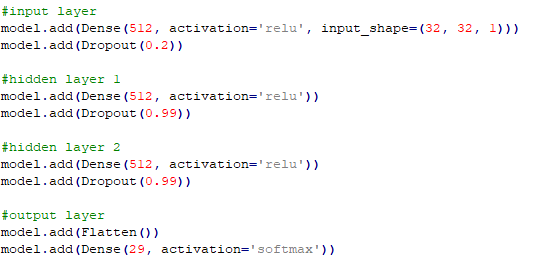 #input layer
model.add(Dense(512, activation='relu', input_shape=(32, 32, 1)))
model.add(Dropout(0.2))
#hidden layer 1
model.add(Dense(512, activation='relu'))
model.add(Dropout(0.99))
#hidden layer 2
model.add(Dense(512, activation='relu'))
model.add(Dropout(0.99))
#output layer
model.add(Flatten())
model.add(Dense(29, activation='softmax'))